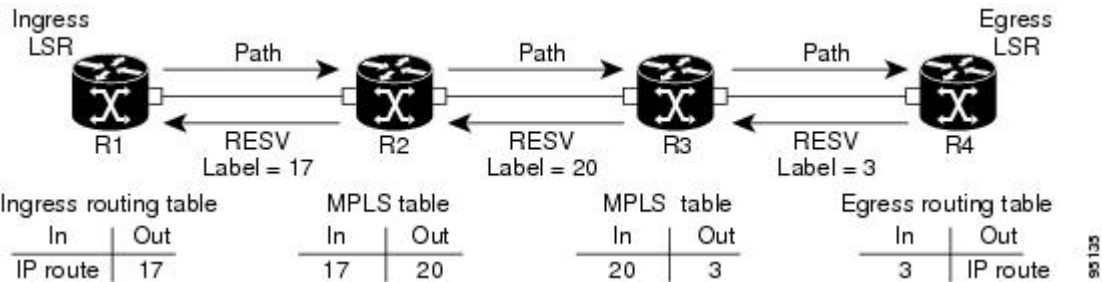 Ingress LSR
Egress LSR
Path
Path
Path
R1
R2
R3
R4
RESV Label = 17
RESV Label = 20
RESV Label = 3
Ingress routing table
In Out
IP route 17
MPLS table
In Out
17 20
MPLS table
In Out
20 3
Egress routing table
In Out
3 IP route
95135